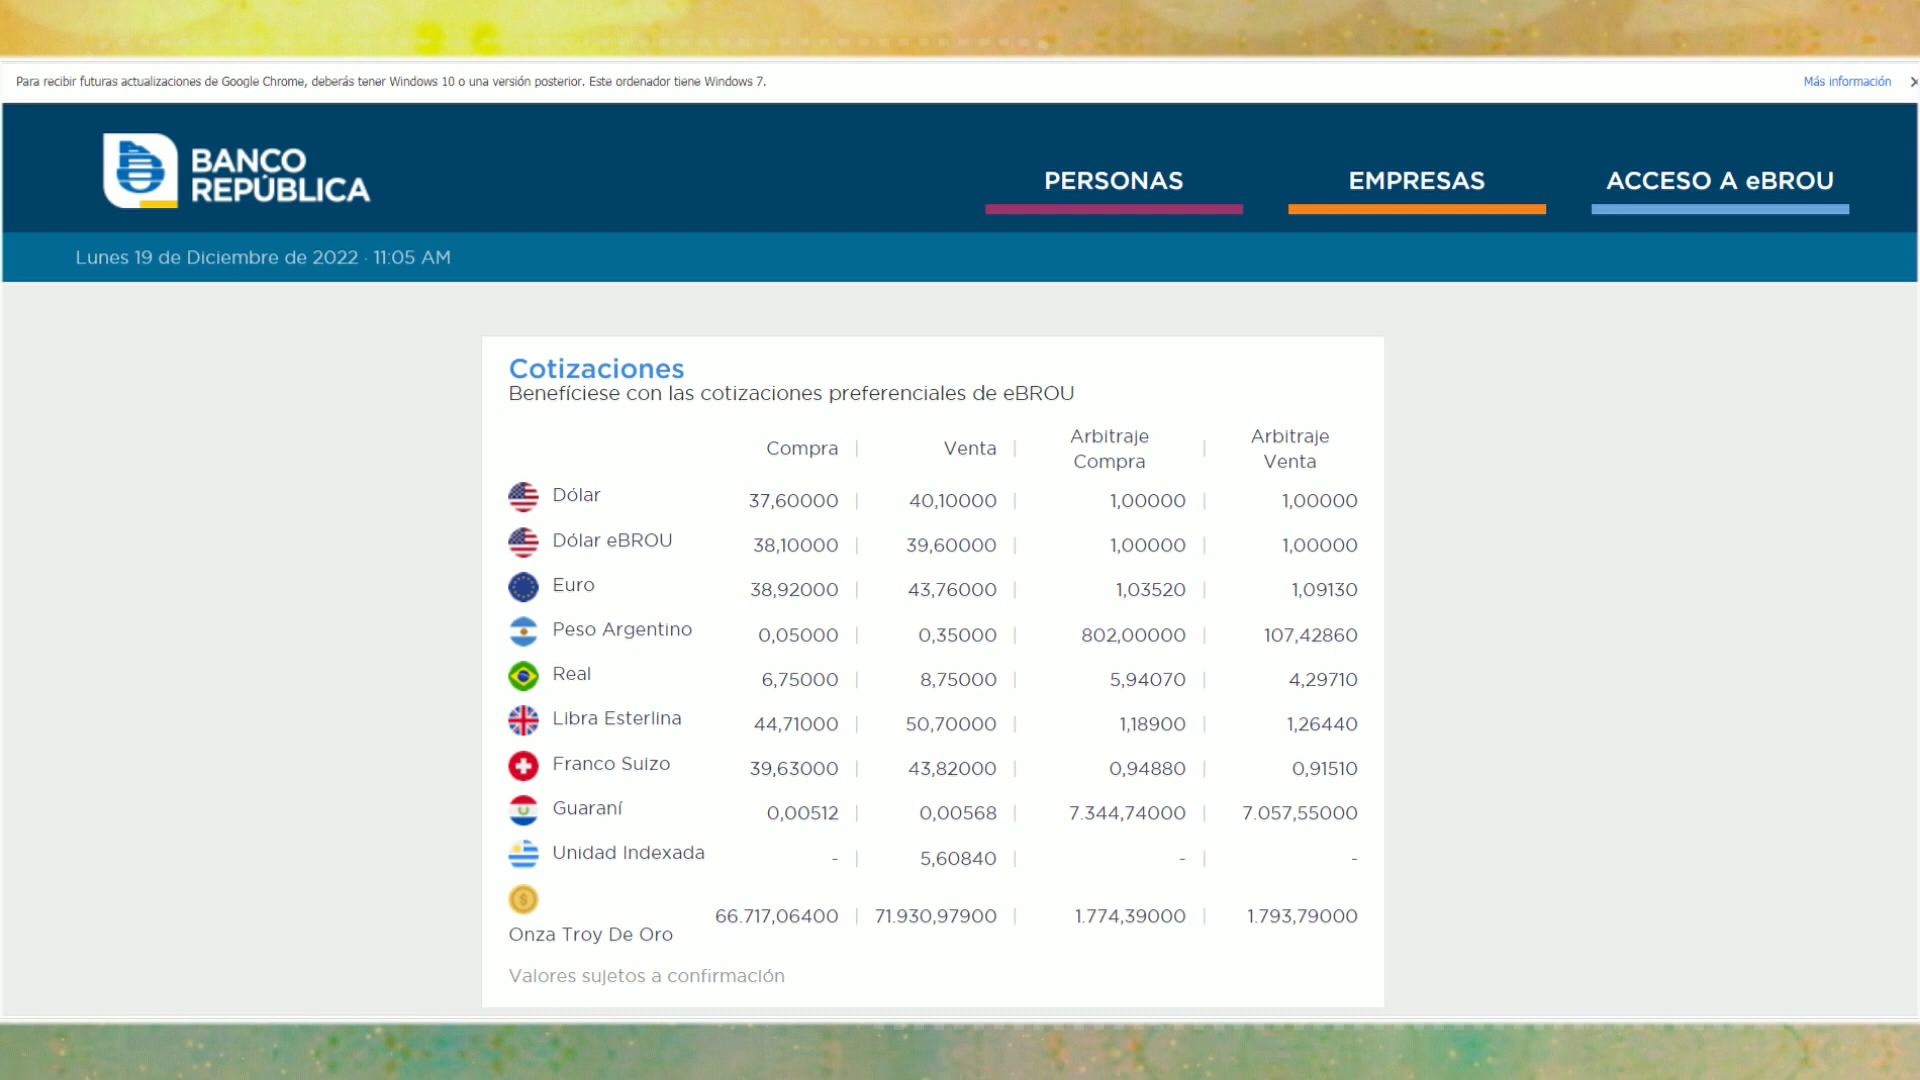 Para recibir futuras actualizaciones de Google Chrome, deberás tener Windows 10 o una versión posterior. Este ordenador tiene Windows 7. Más información
BANCO
REPÚBLICA
PERSONAS EMPRESAS ACCESO A eBROU
Lunes 19 de Diciembre de 2022 · 11:05 AM
Cotizaciones
Benefíciese con las cotizaciones preferenciales de eBROU
Compra | Venta | Arbitraje Compra | Arbitraje Venta
Dólar 37,60000 | 40,10000 | 1,00000 | 1,00000
Dólar eBROU 38,10000 | 39,60000 | 1,00000 | 1,00000
Euro 38,92000 | 43,76000 | 1,03520 | 1,09130
Peso Argentino 0,05000 | 0,35000 | 802,00000 | 107,42860
Real 6,75000 | 8,75000 | 5,94070 | 4,29710
Libra Esterlina 44,71000 | 50,70000 | 1,18900 | 1,26440
Franco Suizo 39,63000 | 43,82000 | 0,94880 | 0,91510
Guaraní 0,00512 | 0,00568 | 7.344,74000 | 7.057,55000
Unidad Indexada - | 5,60840 | - | -
Onza Troy De Oro 66.717,06400 | 71.930,97900 | 1.774,39000 | 1.793,79000
Valores sujetos a confirmación